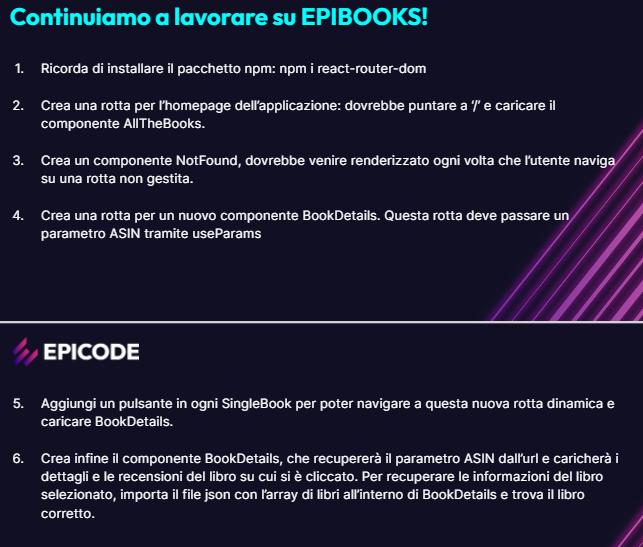 Continuiamo a lavorare su EPIBOOKS!
1. Ricorda di installare il pacchetto npm: npm i react-router-dom
2. Crea una rotta per l’homepage dell’applicazione: dovrebbe puntare a ‘/’ e caricare il
componente AllTheBooks.
3. Crea un componente NotFound, dovrebbe venire renderizzato ogni volta che l’utente naviga
su una rotta non gestita.
4. Crea una rotta per un nuovo componente BookDetails. Questa rotta deve passare un
parametro ASIN tramite useParams
EPICODE
5. Aggiungi un pulsante in ogni SingleBook per poter navigare a questa nuova rotta dinamica e
caricare BookDetails.
6. Crea infine il componente BookDetails, che recupererà il parametro ASIN dall’url e caricherà i
dettagli e le recensioni del libro su cui si è cliccato. Per recuperare le informazioni del libro
selezionato, importa il file json con l’array di libri all’interno di BookDetails e trova il libro
corretto.